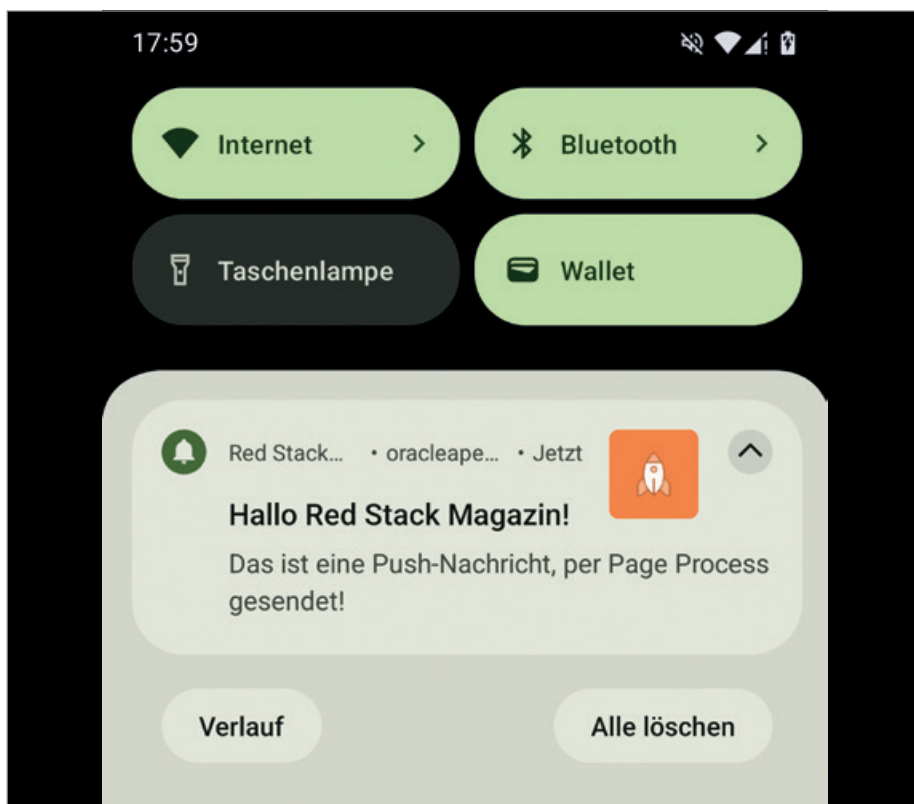 17:59
Internet
Bluetooth
Taschenlampe
Wallet
Red Stack... • oracleape... • Jetzt
Hallo Red Stack Magazin!
Das ist eine Push-Nachricht, per Page Process
gesendet!
Verlauf
Alle löschen